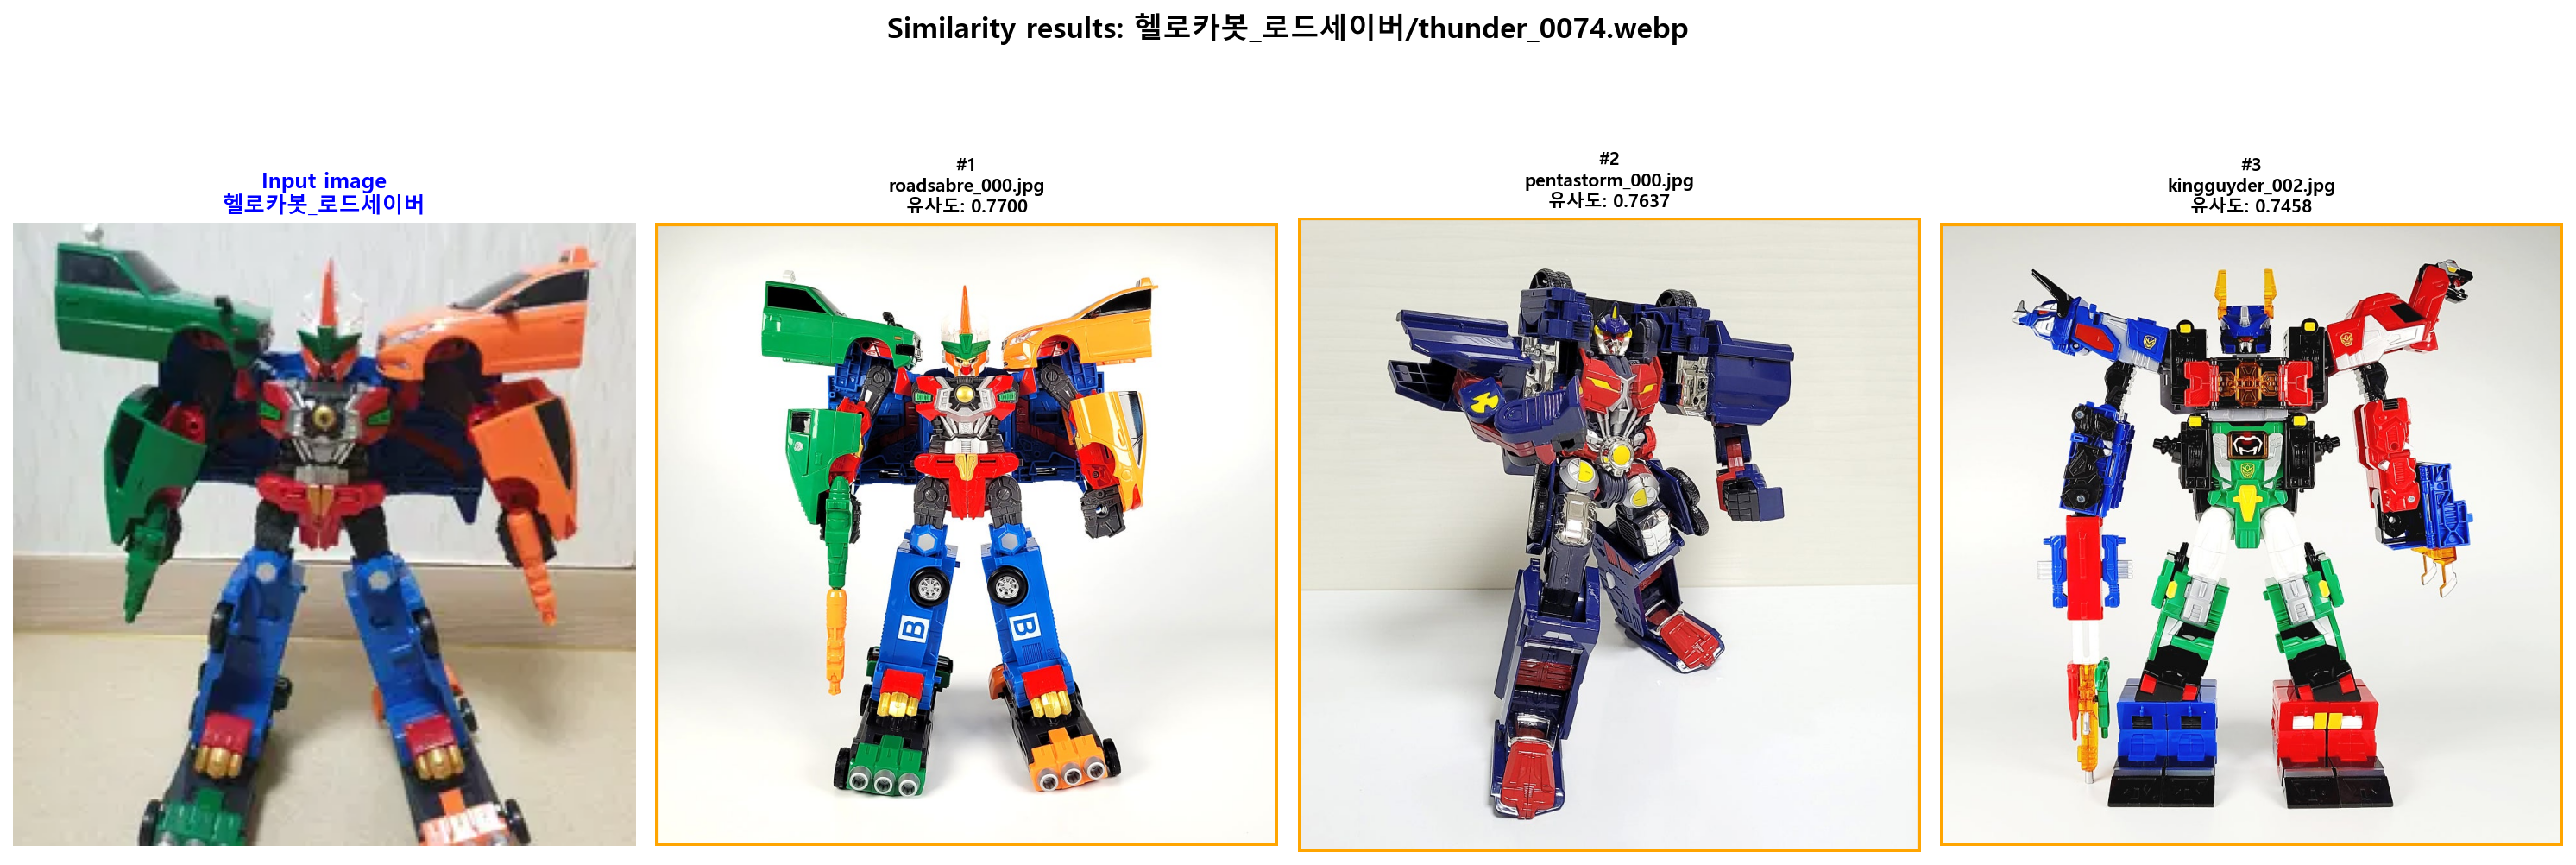 Similarity results: 헬로카봇_로드세이버/thunder_0074.webp
Input image
헬로카봇_로드세이버
#1
roadsabre_000.jpg
유사도: 0.7700
#2
pentastorm_000.jpg
유사도: 0.7637
#3
kingguyder_002.jpg
유사도: 0.7458
B
B